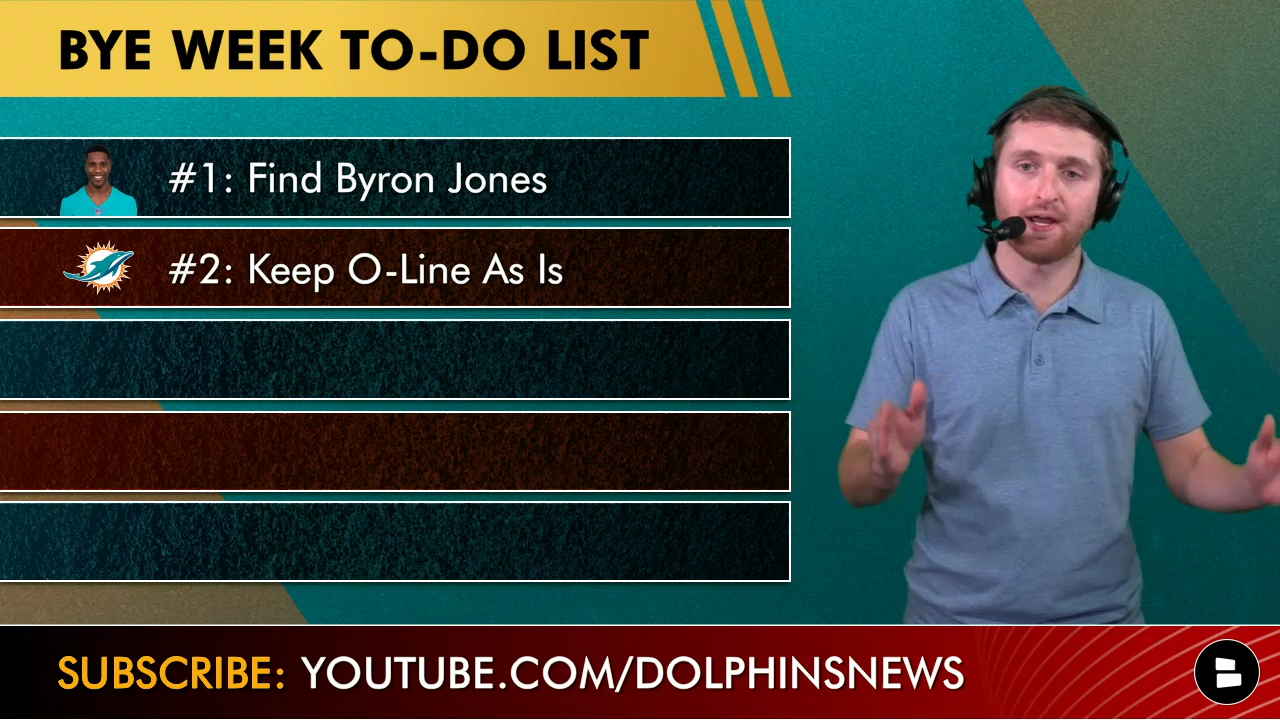 BYE WEEK TO-DO LIST
#1: Find Byron Jones
#2: Keep O-Line As Is
SUBSCRIBE: YOUTUBE.COM/DOLPHINSNEWS